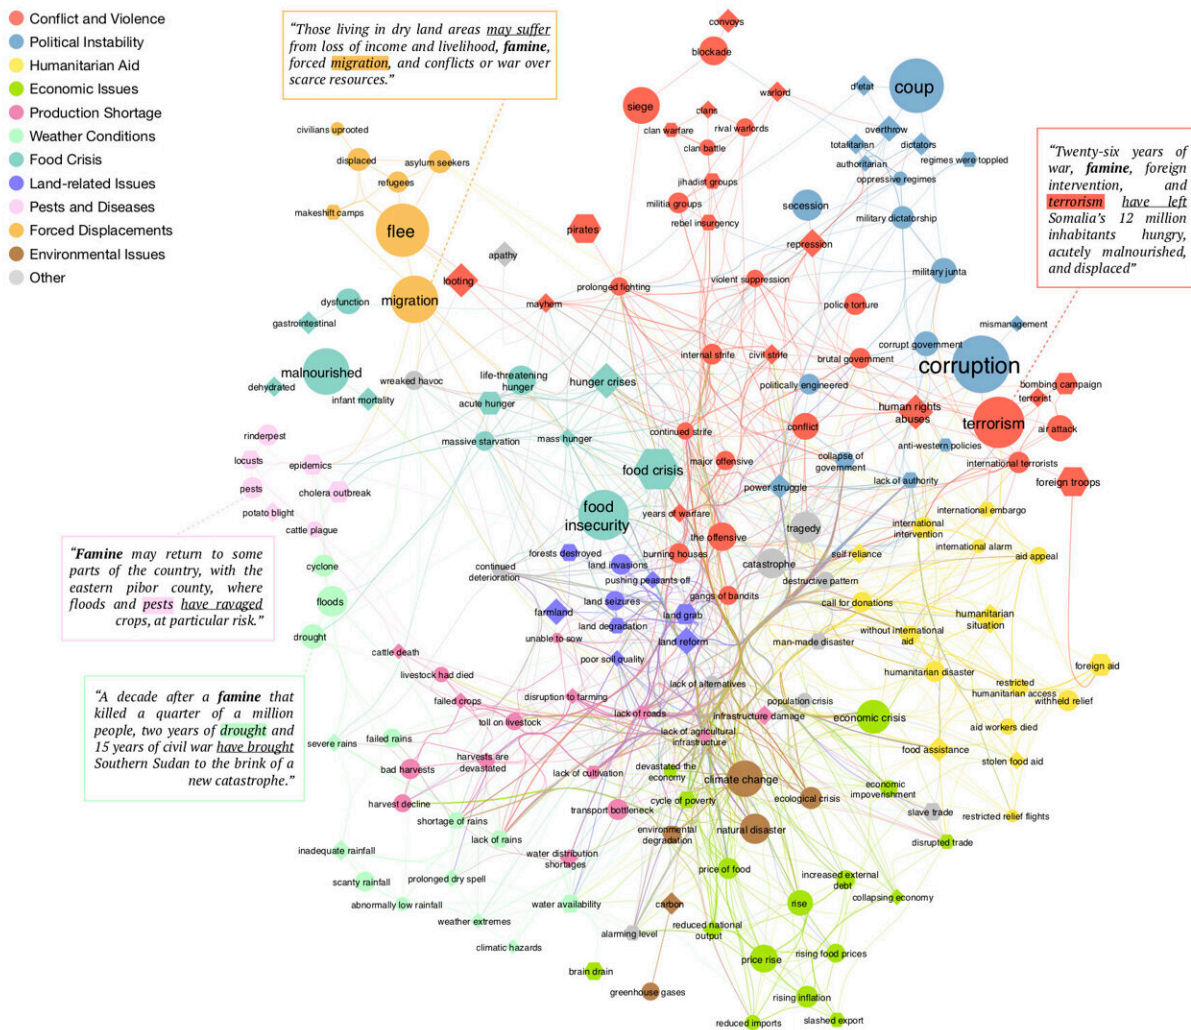 Conflict and Violence
Political Instability
Humanitarian Aid
Economic Issues
Production Shortage
Weather Conditions
Food Crisis
Land-related Issues
Pests and Diseases
Forced Displacements
Environmental Issues
Other
“Those living in dry land areas may suffer
from loss of income and livelihood, famine,
forced migration, and conflicts or war over
scarce resources.”
“Twenty-six years of
war, famine, foreign
intervention, and
terrorism have left
Somalia’s 12 million
inhabitants hungry,
acutely malnourished,
and displaced”
“Famine may return to some
parts of the country, with the
eastern pibor county, where
floods and pests have ravaged
crops, at particular risk.”
“A decade after a famine that
killed a quarter of a million
people, two years of drought and
15 years of civil war have brought
Southern Sudan to the brink of a
new catastrophe.”
convoys
blockade
siege
warlord
clans
clan warfare
rival warlords
clan battle
jihadist groups
militia groups
rebel insurgency
d'etat
coup
overthrow
totalitarian
dictators
authoritarian
regimes were toppled
oppressive regimes
secession
military dictatorship
civilians uprooted
displaced
asylum seekers
refugees
makeshift camps
flee
migration
pirates
apathy
looting
mayhem
repression
prolonged fighting
violent suppression
military junta
police torture
mismanagement
corrupt government
corruption
dysfunction
gastrointestinal
malnourished
dehydrated
infant mortality
wreaked havoc
life-threatening
hunger
acute hunger
hunger crises
internal strife
civil strife
brutal government
politically engineered
bombing campaign
terrorist
terrorism
human rights
abuses
air attack
anti-western policies
international terrorists
foreign troops
rinderpest
locusts
epidemics
pests
cholera outbreak
potato blight
cattle plague
massive starvation
mass hunger
continued strife
conflict
food crisis
major offensive
collapse of
government
power struggle
lack of authority
food
insecurity
years of warfare
tragedy
international embargo
international
intervention
international alarm
the offensive
burning houses
self reliance
aid appeal
cyclone
floods
drought
continued
deterioration
forests destroyed
land invasions
pushing peasants off
catastrophe
destructive pattern
gangs of bandits
call for donations
farmland
land seizures
land grab
land degradation
land reform
unable to sow
poor soil quality
man-made disaster
without international
aid
humanitarian
situation
cattle death
livestock had died
humanitarian disaster
foreign aid
restricted
humanitarian access
withheld relief
failed crops
disruption to farming
lack of alternatives
population crisis
toll on livestock
lack of roads
infrastructure damage
economic crisis
aid workers died
lack of agricultural
infrastructure
severe rains
failed rains
food assistance
stolen food aid
bad harvests
harvests are
devastated
lack of cultivation
devastated the
economy
climate change
economic
impoverishment
harvest decline
cycle of poverty
ecological crisis
transport bottleneck
slave trade
restricted relief flights
shortage of rains
lack of rains
environmental
degradation
natural disaster
disrupted trade
inadequate rainfall
water distribution
shortages
price of food
scanty rainfall
prolonged dry spell
increased external
debt
collapsing economy
abnormally low rainfall
water availability
carbon
rise
weather extremes
alarming level
reduced national
output
climatic hazards
brain drain
price rise
rising food prices
greenhouse gases
rising inflation
reduced imports
slashed export